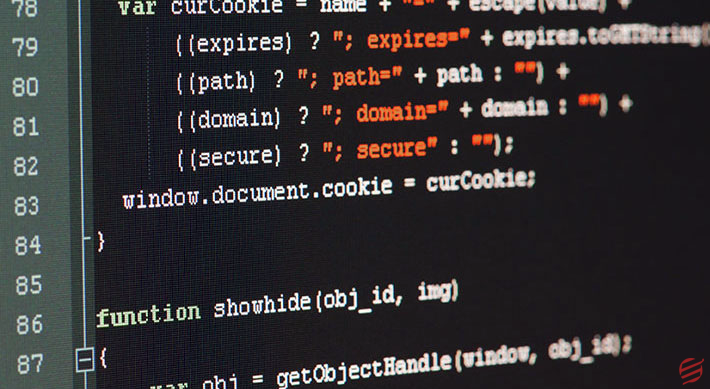 78 var curCookie = name + "=" + escape(value) +
79 ((expires) ? "; expires=" + expires.toGMTString(
80 ((path) ? "; path=" + path : "") +
81 ((domain) ? "; domain=" + domain : "") +
82 ((secure) ? "; secure" : "");
83 window.document.cookie = curCookie;
84 }
85
86 function showhide(obj_id, img)
87 {
var obj = getObjectHandle(window, obj_id);